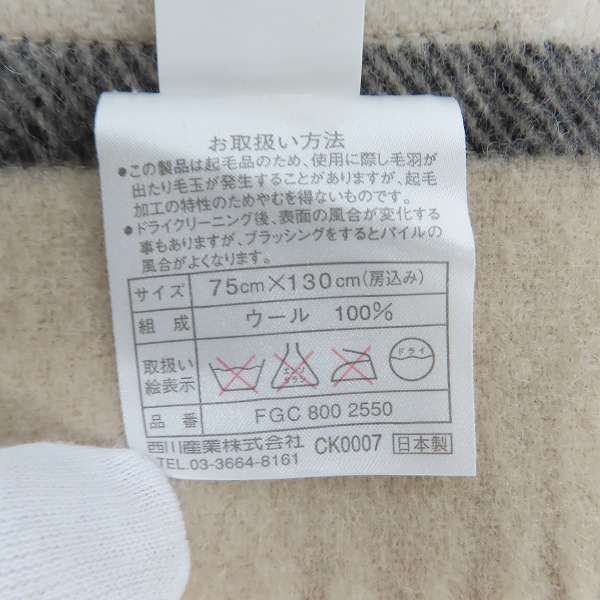 お取扱い方法
●この製品は起毛品のため、使用に際し毛羽が
出たり毛玉が発生することがありますが、起毛
加工の特性のためやむを得ないものです。
●ドライクリーニング後、表面の風合が変化する
事もありますが、ブラッシングをするとパイルの
風合がよくなります。
サイズ 75cm×130cm(房込み)
組成 ウール 100%
取扱い
絵表示 エンソ サラシ ドライ
品番 FGC 800 2550
西川産業株式会社 CK0007 日本製
TEL.03-3664-8161